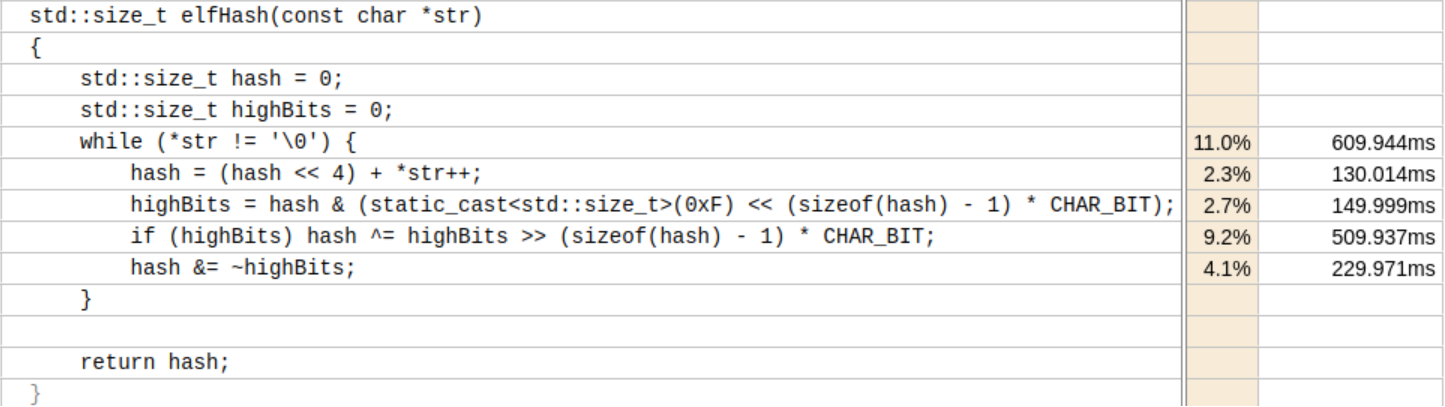 std::size_t elfHash(const char *str)
{
    std::size_t hash = 0;
    std::size_t highBits = 0;
    while (*str != '\0') { 11.0% 609.944ms
        hash = (hash << 4) + *str++; 2.3% 130.014ms
        highBits = hash & (static_cast<std::size_t>(0xF) << (sizeof(hash) - 1) * CHAR_BIT); 2.7% 149.999ms
        if (highBits) hash ^= highBits >> (sizeof(hash) - 1) * CHAR_BIT; 9.2% 509.937ms
        hash &= ~highBits; 4.1% 229.971ms
    }
    return hash;
}